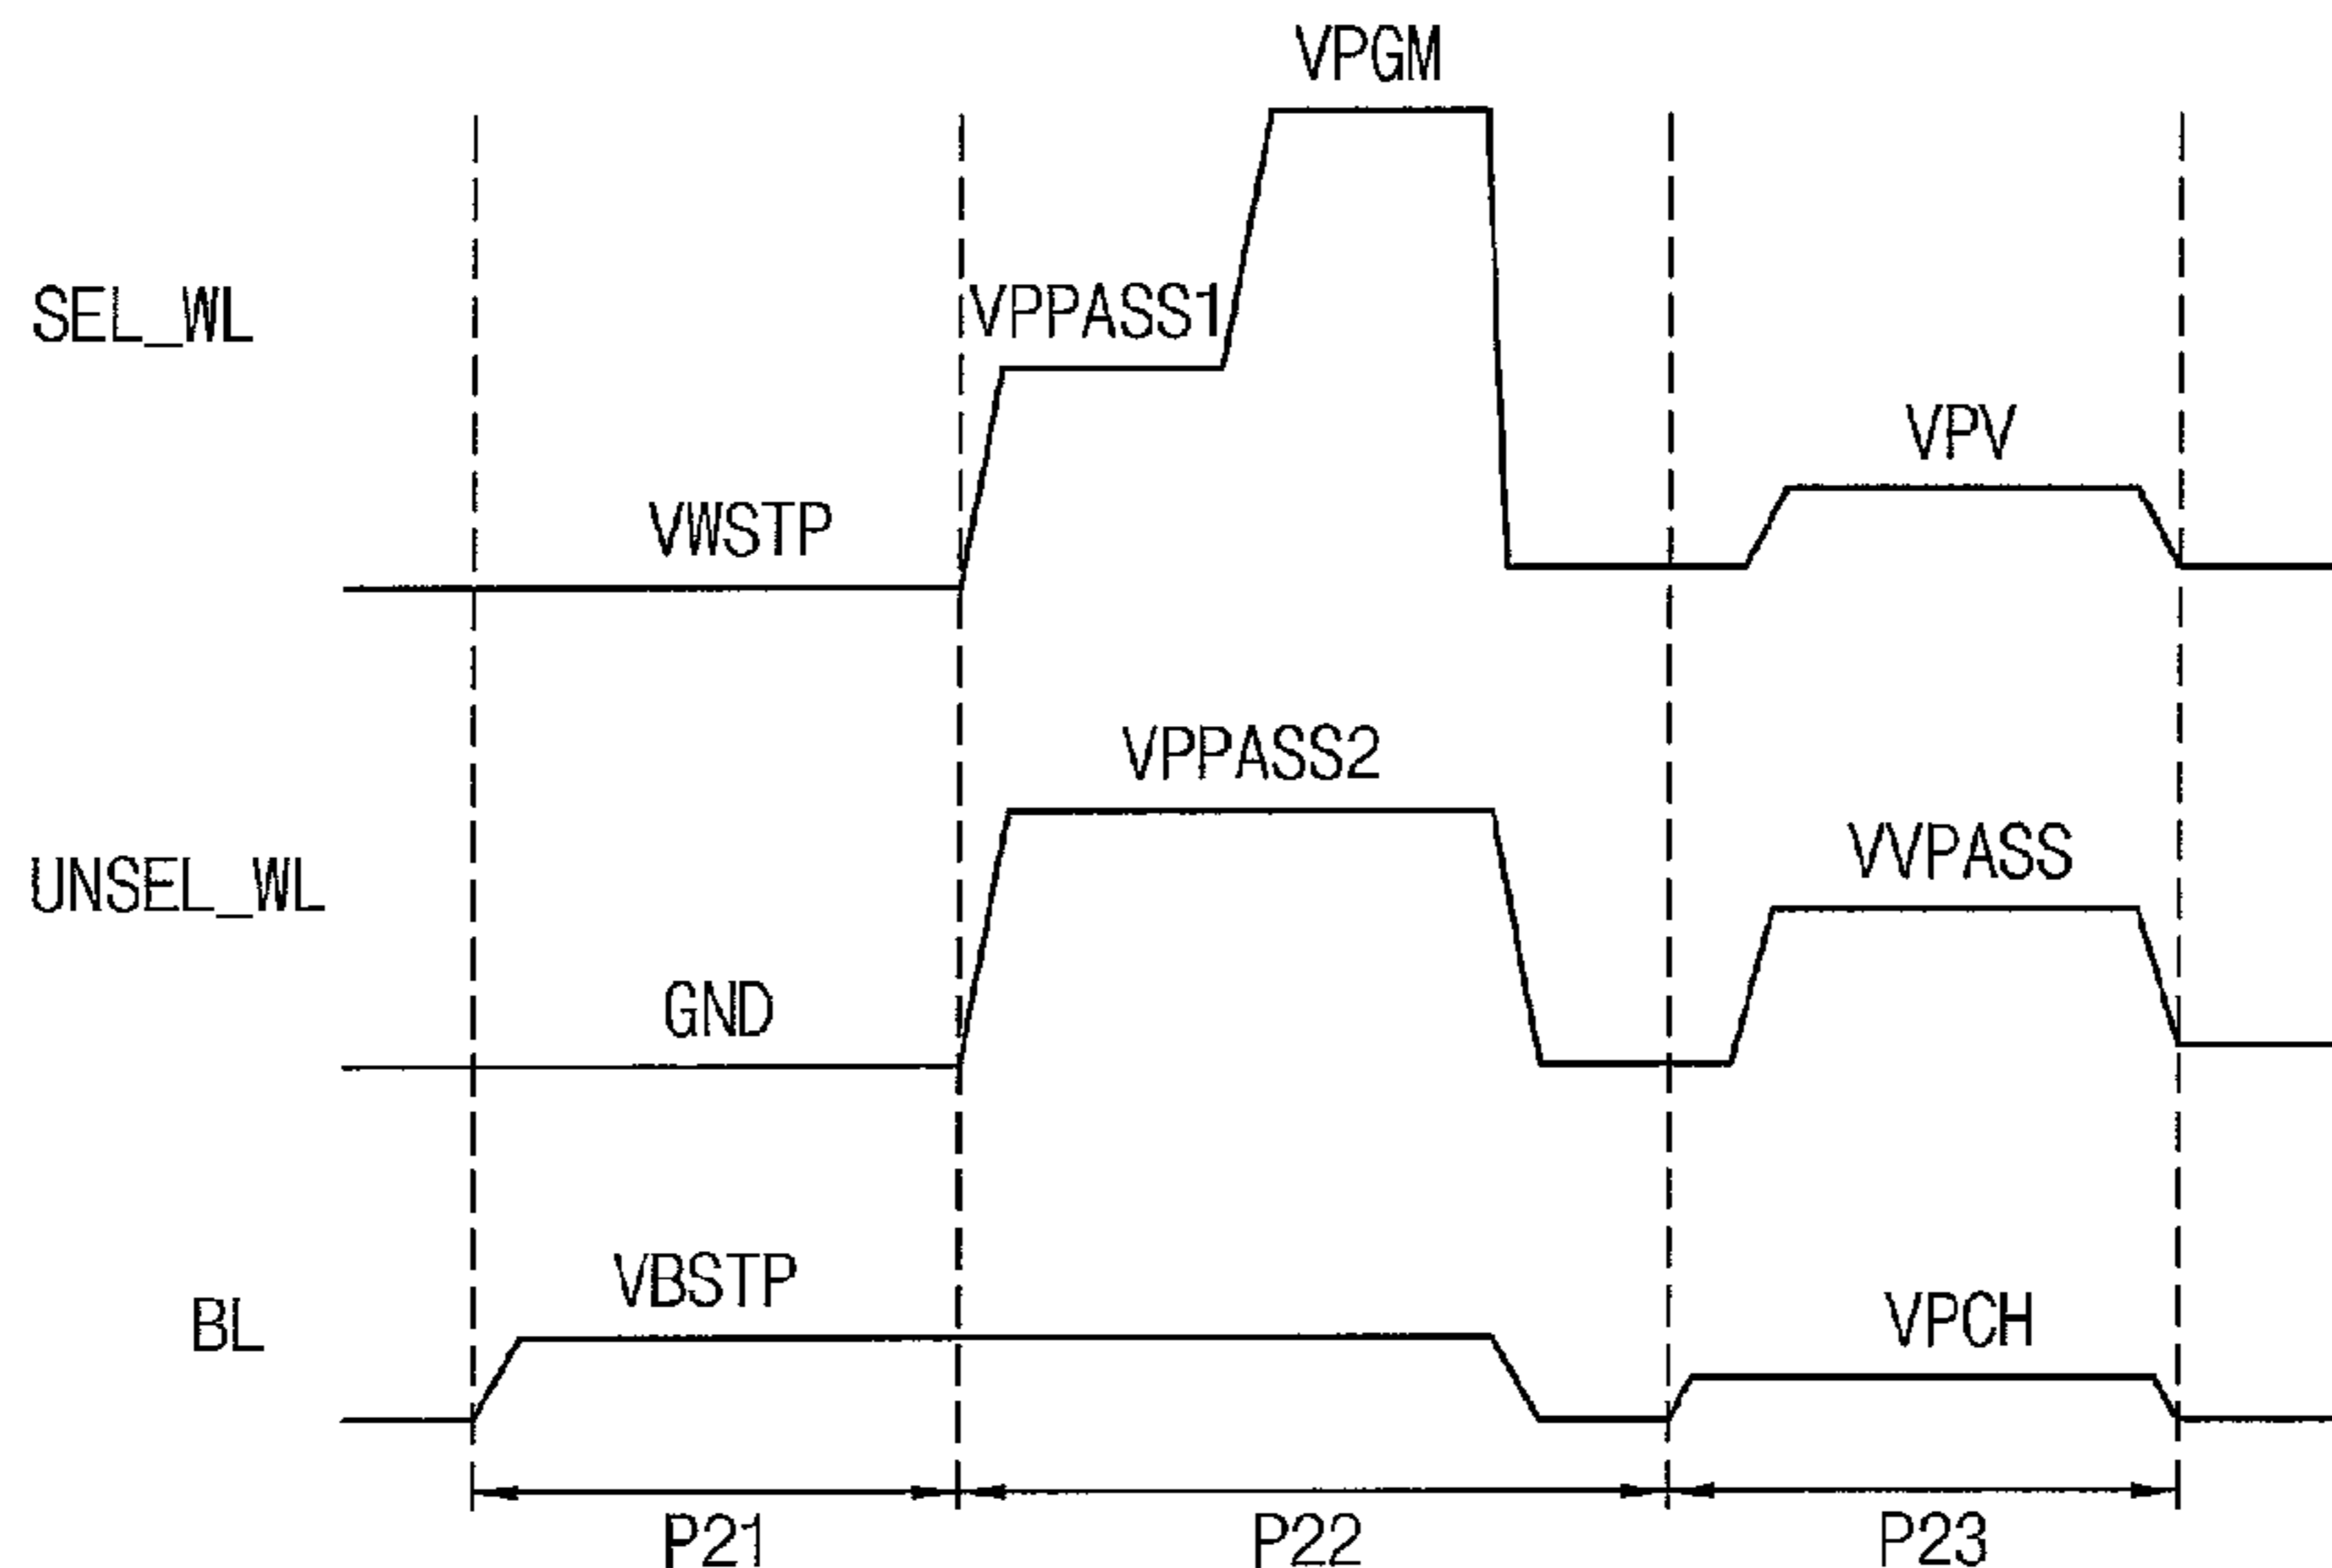 VPGM
SEL_WL
VPPASS1
VPV
VWSTP
VPPASS2
UNSEL_WL
VVPASS
GND
VBSTP
BL
VPCH
P21
P22
P23